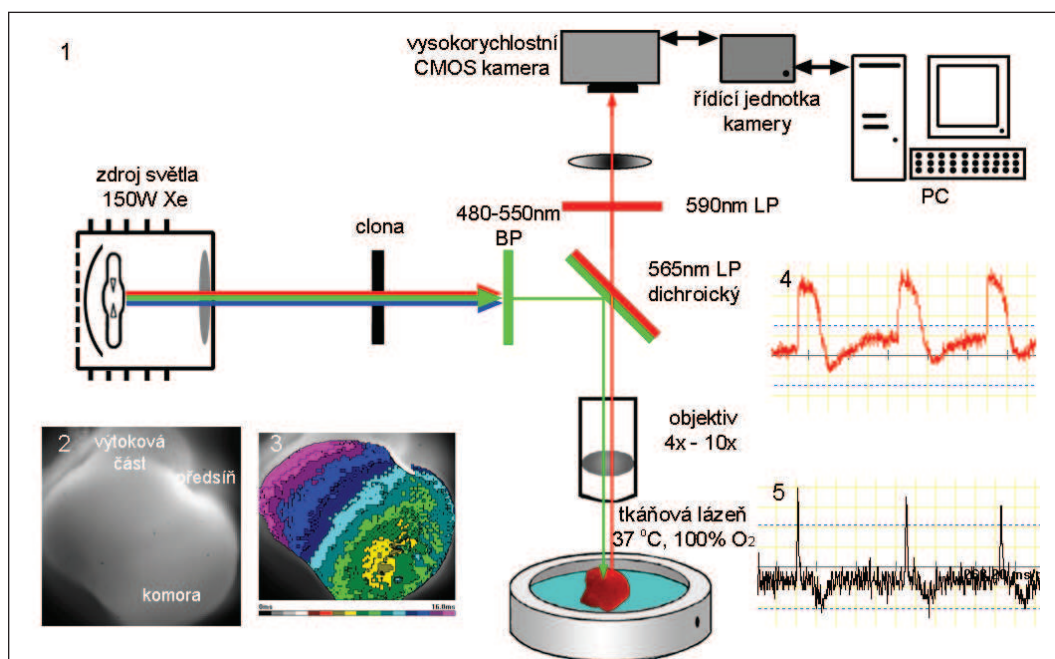 1
vysokorychlostní
CMOS kamera
řídící jednotka
kamery
PC
zdroj světla
150W Xe
clona
480-550nm
BP
590nm LP
565nm LP
dichroický
4
objektiv
4x - 10x
tkáňová lázeň
37 ⁰C, 100% O₂
2
výtoková
část
předsíň
komora
3
0ms
16.0ms
5